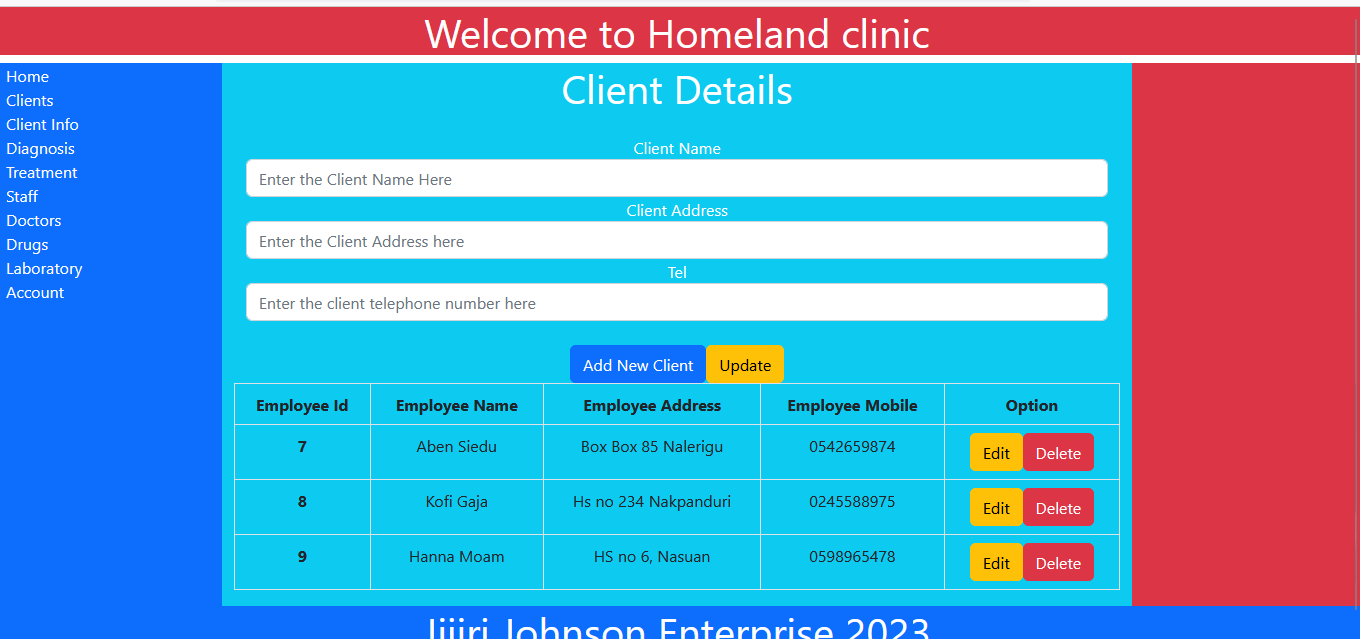 Welcome to Homeland clinic
Home
Clients
Client Info
Diagnosis
Treatment
Staff
Doctors
Drugs
Laboratory
Account
Client Details
Client Name
Enter the Client Name Here
Client Address
Enter the Client Address here
Tel
Enter the client telephone number here
Add New Client Update
Employee Id Employee Name Employee Address Employee Mobile Option
7 Aben Siedu Box Box 85 Nalerigu 0542659874 Edit Delete
8 Kofi Gaja Hs no 234 Nakpanduri 0245588975 Edit Delete
9 Hanna Moam HS no 6, Nasuan 0598965478 Edit Delete
Johnson Enterprise 2023